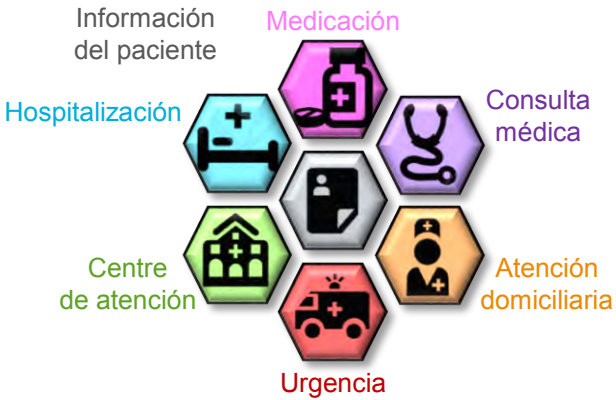 Información
del paciente
Medicación
Hospitalización
Consulta
médica
Centre
de atención
Atención
domiciliaria
Urgencia